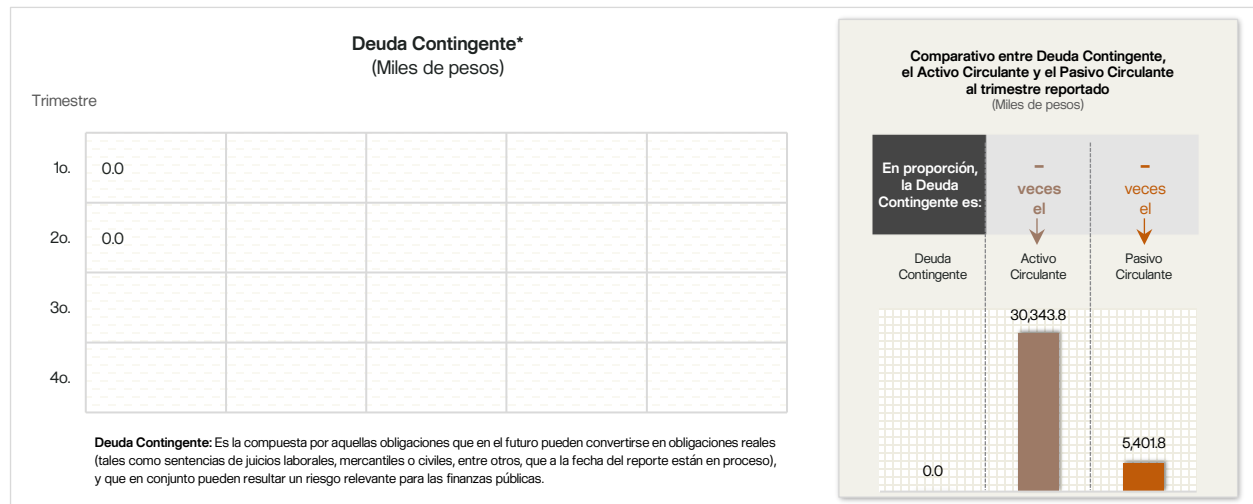 Deuda Contingente*
(Miles de pesos)
Trimestre
1o. 0.0
2o. 0.0
3o.
4o.
Deuda Contingente: Es la compuesta por aquellas obligaciones que en el futuro pueden convertirse en obligaciones reales
(tales como sentencias de juicios laborales, mercantiles o civiles, entre otros, que a la fecha del reporte están en proceso),
y que en conjunto pueden resultar un riesgo relevante para las finanzas públicas.
Comparativo entre Deuda Contingente,
el Activo Circulante y el Pasivo Circulante
al trimestre reportado
(Miles de pesos)
En proporción,
la Deuda
Contingente es:
–
veces
el
–
veces
el
Deuda
Contingente
Activo
Circulante
Pasivo
Circulante
0.0
30,343.8
5,401.8